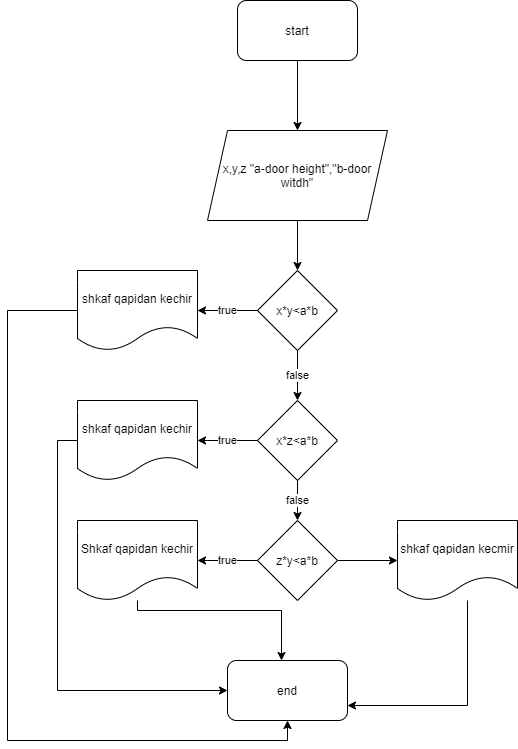 start
x,y,z "a-door height","b-door
witdh"
shkaf qapidan kechir
true
x*y<a*b
false
shkaf qapidan kechir
true
x*z<a*b
false
Shkaf qapidan kechir
true
z*y<a*b
shkaf qapidan kecmir
end